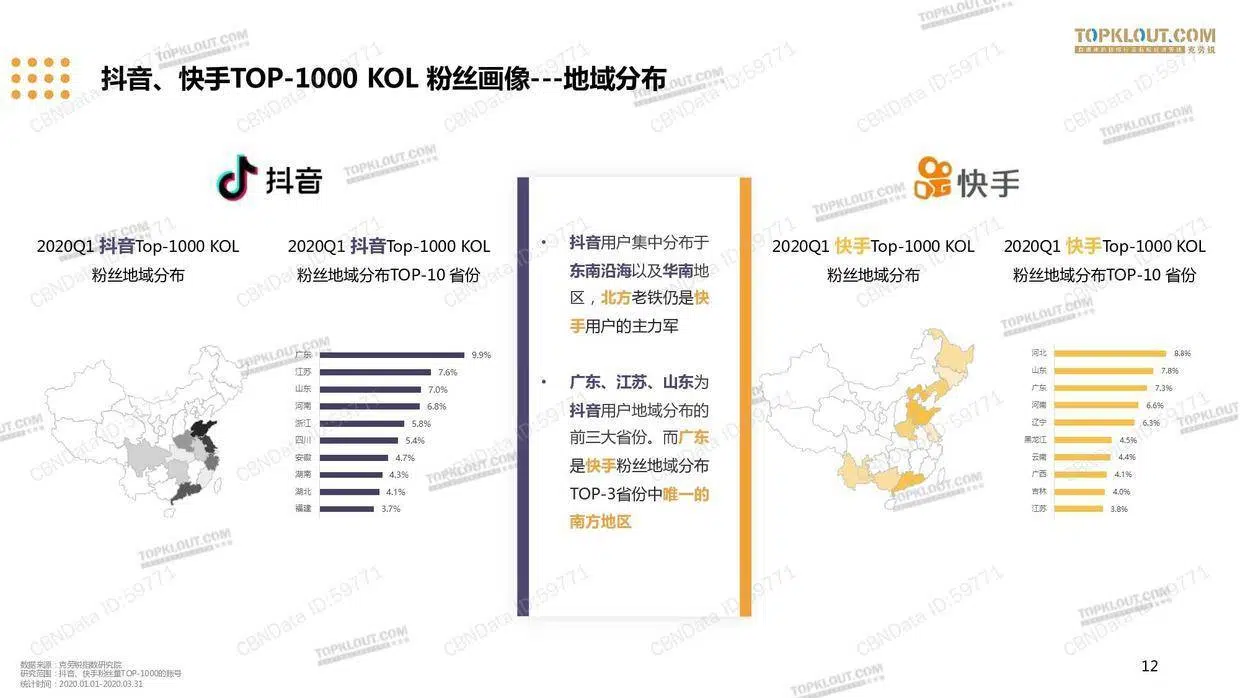 TOPKLOUT.COM
克劳锐
抖音、快手TOP-1000 KOL 粉丝画像---地域分布
抖音
2020Q1 抖音Top-1000 KOL
粉丝地域分布
2020Q1 抖音Top-1000 KOL
粉丝地域分布TOP-10 省份
广东 9.9%
江苏 7.6%
山东 7.0%
河南 6.8%
浙江 5.8%
四川 5.4%
安徽 4.7%
湖南 4.3%
湖北 4.1%
福建 3.7%
• 抖音用户集中分布于
东南沿海以及华南地
区，北方老铁仍是快
手用户的主力军
• 广东、江苏、山东为
抖音用户地域分布的
前三大省份。而广东
是快手粉丝地域分布
TOP-3省份中唯一的
南方地区
快手
2020Q1 快手Top-1000 KOL
粉丝地域分布
2020Q1 快手Top-1000 KOL
粉丝地域分布TOP-10 省份
河北 8.8%
山东 7.8%
广东 7.3%
河南 6.6%
辽宁 6.3%
黑龙江 4.5%
云南 4.4%
广西 4.1%
吉林 4.0%
江苏 3.8%
数据来源：克劳锐指数研究院
研究范围：抖音、快手粉丝量TOP-1000的账号
统计时间：2020.01.01-2020.03.31
12
CBNData ID:59771
TOPKLOUT.COM